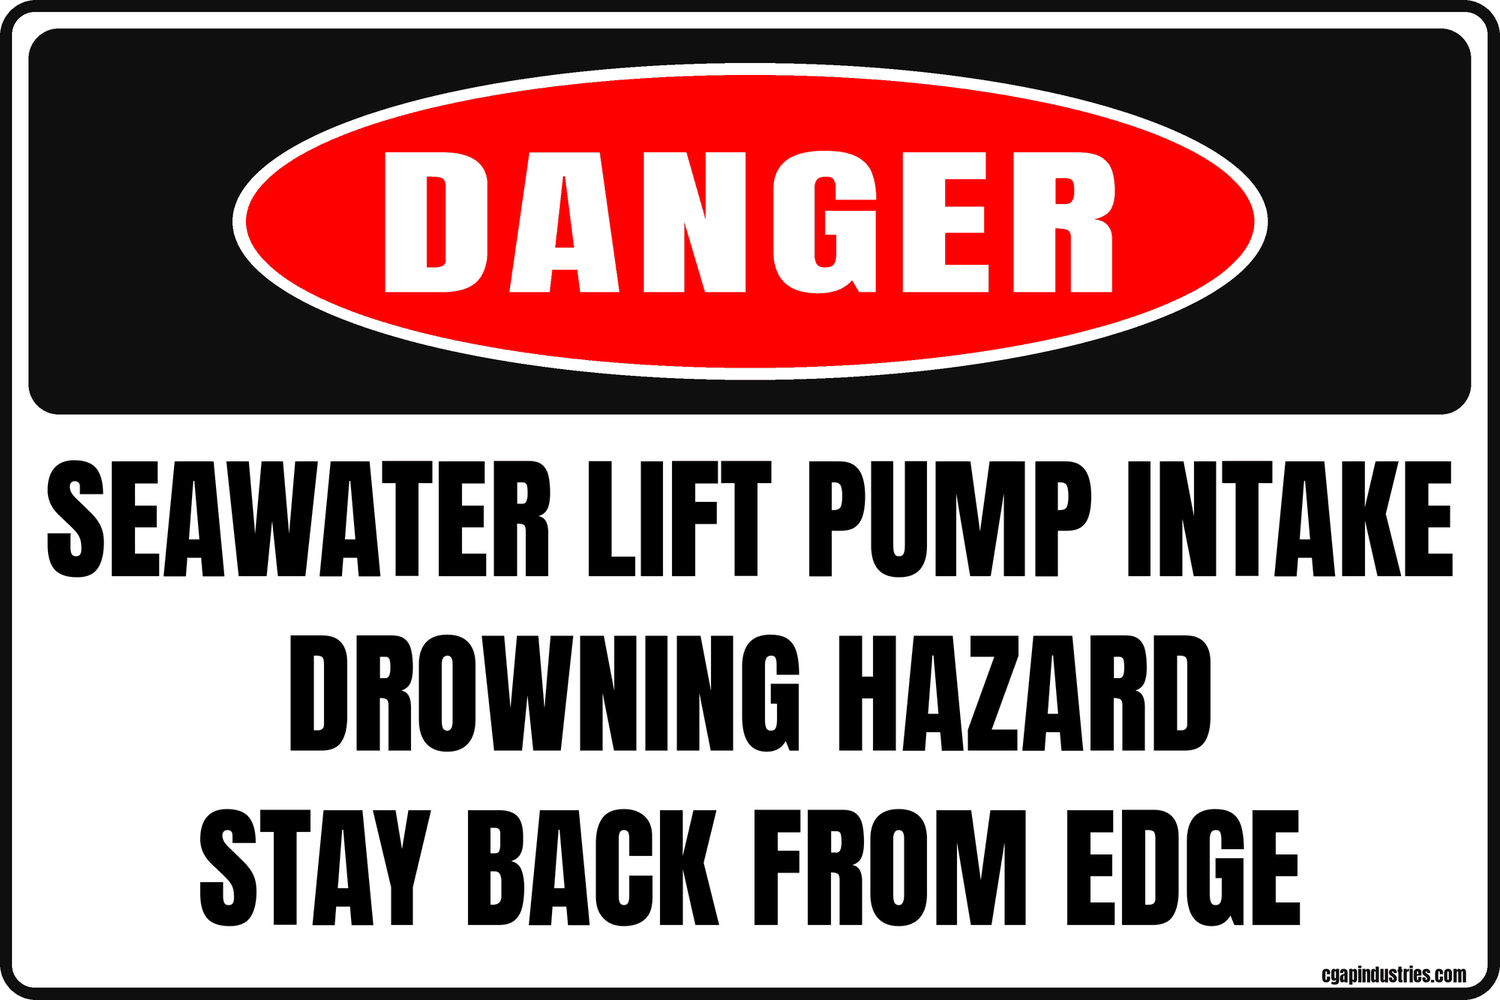 DANGER
SEAWATER LIFT PUMP INTAKE
DROWNING HAZARD
STAY BACK FROM EDGE
cgapindustries.com